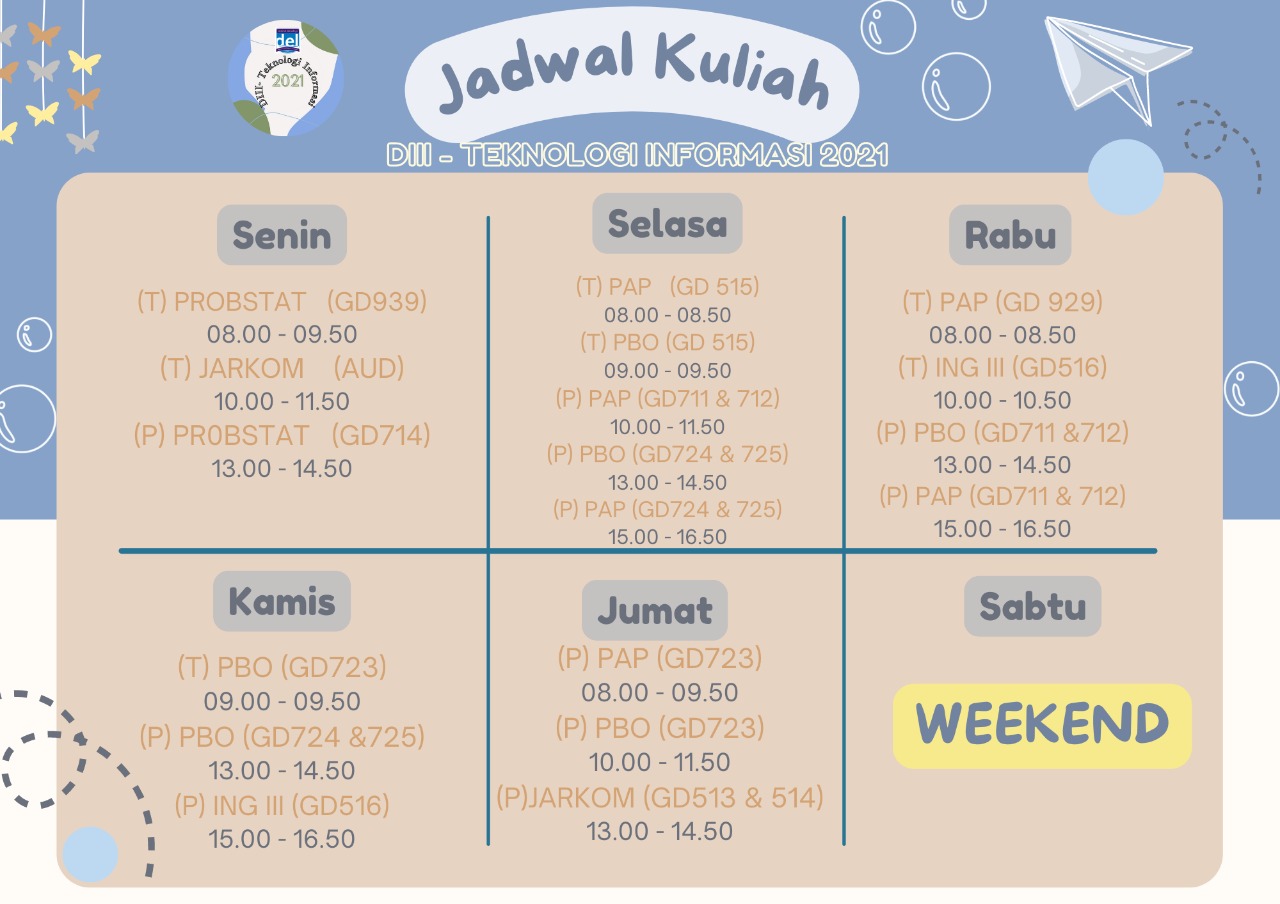 del
DIII- Teknologi Informasi
2021
Jadwal Kuliah
DIII - TEKNOLOGI INFORMASI 2021
Senin
(T) PROBSTAT (GD939)
08.00 - 09.50
(T) JARKOM (AUD)
10.00 - 11.50
(P) PR0BSTAT (GD714)
13.00 - 14.50
Selasa
(T) PAP (GD 515)
08.00 - 08.50
(T) PBO (GD 515)
09.00 - 09.50
(P) PAP (GD711 & 712)
10.00 - 11.50
(P) PBO (GD724 & 725)
13.00 - 14.50
(P) PAP (GD724 & 725)
15.00 - 16.50
Rabu
(T) PAP (GD 929)
08.00 - 08.50
(T) ING III (GD516)
10.00 - 10.50
(P) PBO (GD711 &712)
13.00 - 14.50
(P) PAP (GD711 & 712)
15.00 - 16.50
Kamis
(T) PBO (GD723)
09.00 - 09.50
(P) PBO (GD724 &725)
13.00 - 14.50
(P) ING III (GD516)
15.00 - 16.50
Jumat
(P) PAP (GD723)
08.00 - 09.50
(P) PBO (GD723)
10.00 - 11.50
(P)JARKOM (GD513 & 514)
13.00 - 14.50
Sabtu
WEEKEND